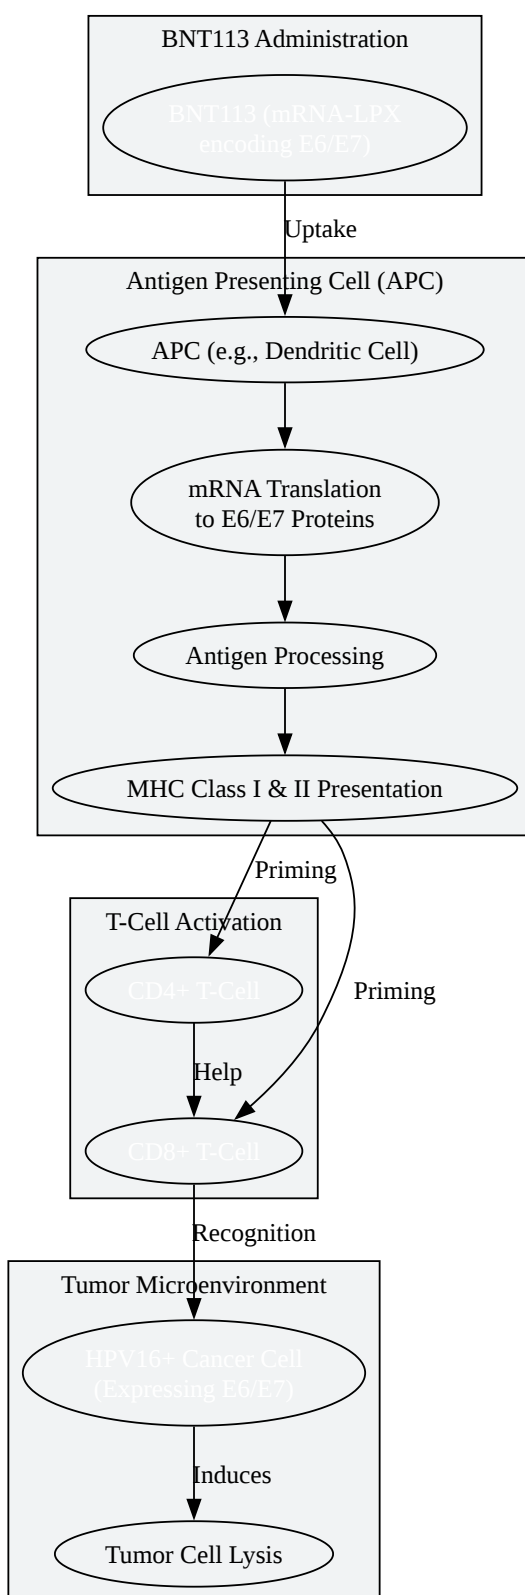 BNT113 Administration
BNT113 (mRNA-LPX
encoding E6/E7)
Uptake
Antigen Presenting Cell (APC)
APC (e.g., Dendritic Cell)
mRNA Translation
to E6/E7 Proteins
Antigen Processing
MHC Class I & II Presentation
Priming
T-Cell Activation
CD4+ T-Cell
Priming
Help
CD8+ T-Cell
Recognition
Tumor Microenvironment
HPV16+ Cancer Cell
(Expressing E6/E7)
Induces
Tumor Cell Lysis